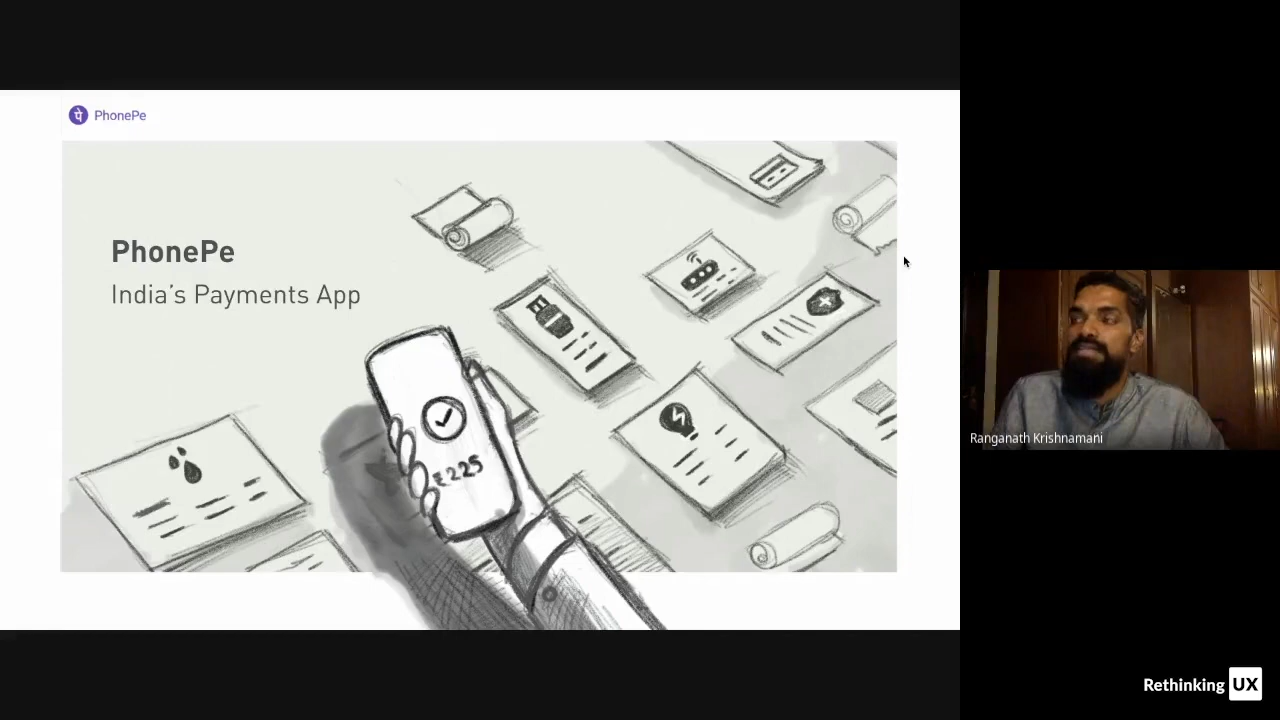 पे PhonePe
PhonePe
India's Payments App
₹225
Ranganath Krishnamani
Rethinking UX